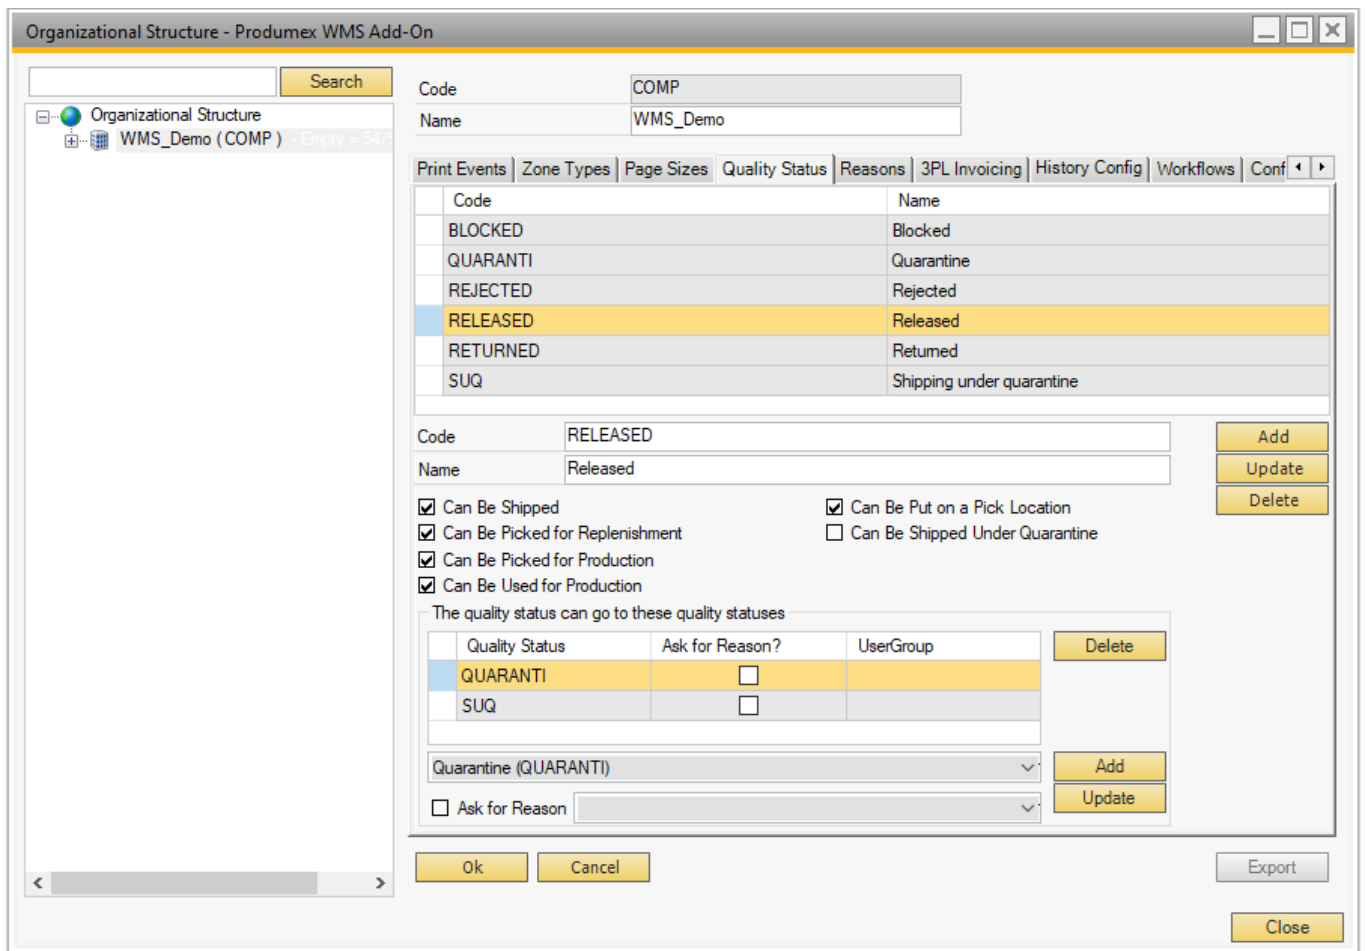 Organizational Structure - Produmex WMS Add-On
Search
Organizational Structure
WMS_Demo ( COMP ) - Empty = 54/
Code COMP
Name WMS_Demo
Print Events Zone Types Page Sizes Quality Status Reasons 3PL Invoicing History Config Workflows Conf
Code Name
BLOCKED Blocked
QUARANTI Quarantine
REJECTED Rejected
RELEASED Released
RETURNED Returned
SUQ Shipping under quarantine
Code RELEASED Add
Name Released Update
Delete
Can Be Shipped Can Be Put on a Pick Location
Can Be Picked for Replenishment Can Be Shipped Under Quarantine
Can Be Picked for Production
Can Be Used for Production
The quality status can go to these quality statuses
Quality Status Ask for Reason? UserGroup Delete
QUARANTI
SUQ
Quarantine (QUARANTI) Add
Ask for Reason Update
Ok Cancel Export
Close